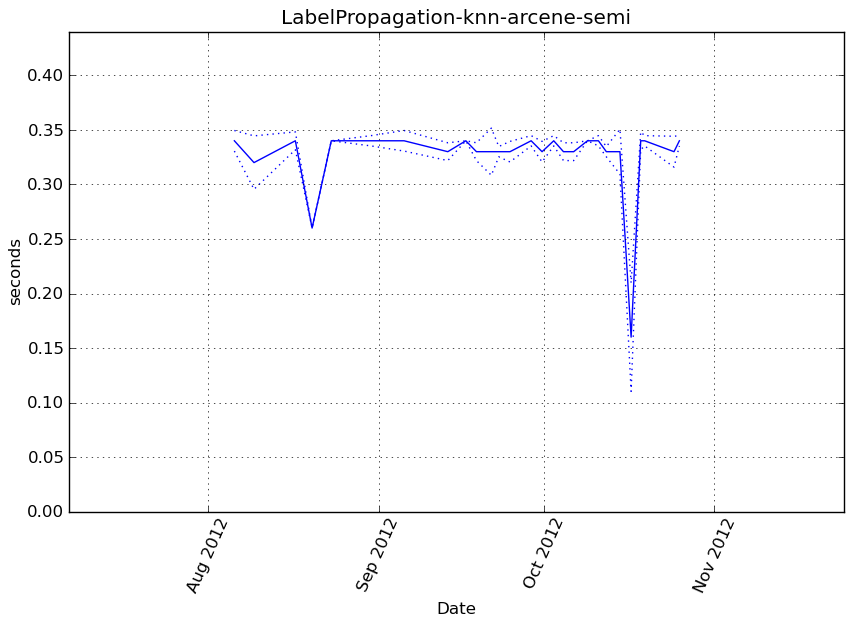 LabelPropagation-knn-arcene-semi
0.40
0.35
0.30
0.25
0.20
0.15
0.10
0.05
0.00
seconds
Aug 2012
Sep 2012
Oct 2012
Nov 2012
Date